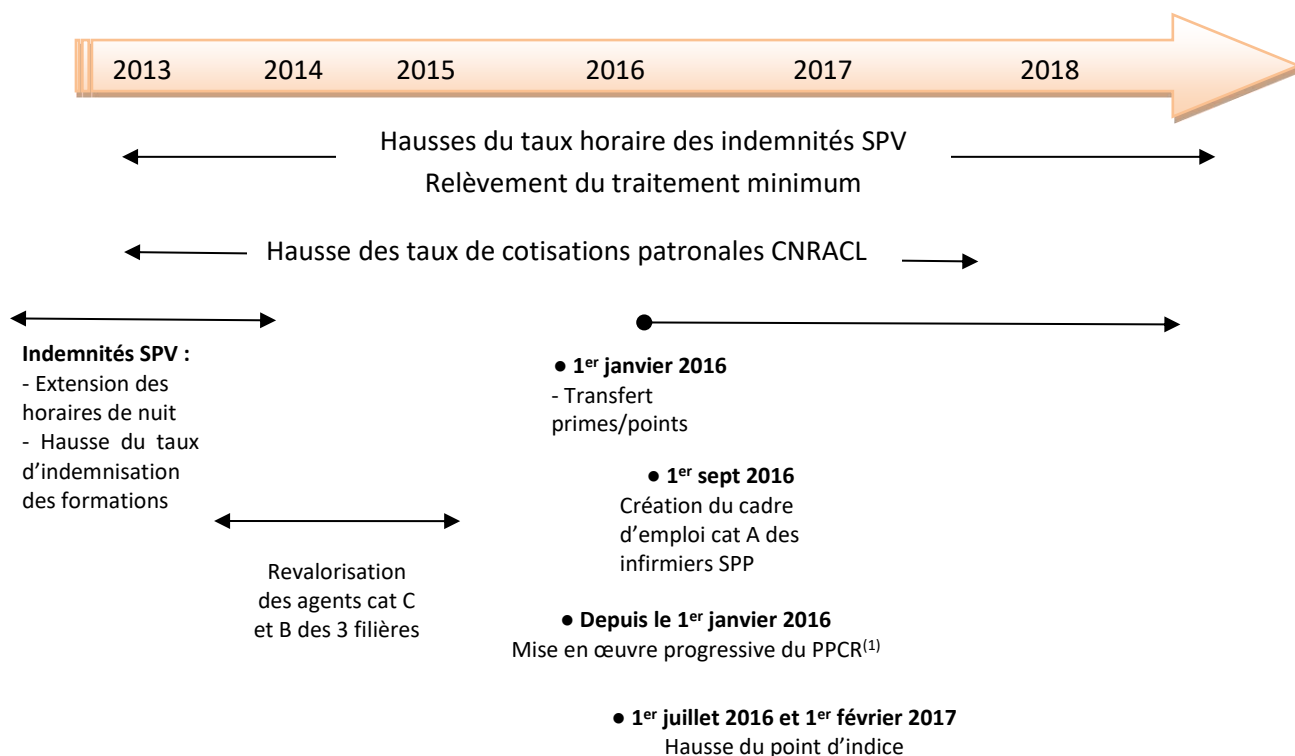 2013 2014 2015 2016 2017 2018
Hausses du taux horaire des indemnités SPV
Relèvement du traitement minimum
Hausse des taux de cotisations patronales CNRACL
Indemnités SPV :
- Extension des
horaires de nuit
- Hausse du taux
d’indemnisation
des formations
Revalorisation
des agents cat C
et B des 3 filières
● 1er janvier 2016
- Transfert
primes/points
● 1er sept 2016
Création du cadre
d’emploi cat A des
infirmiers SPP
● Depuis le 1er janvier 2016
Mise en œuvre progressive du PPCR(1)
● 1er juillet 2016 et 1er février 2017
Hausse du point d’indice